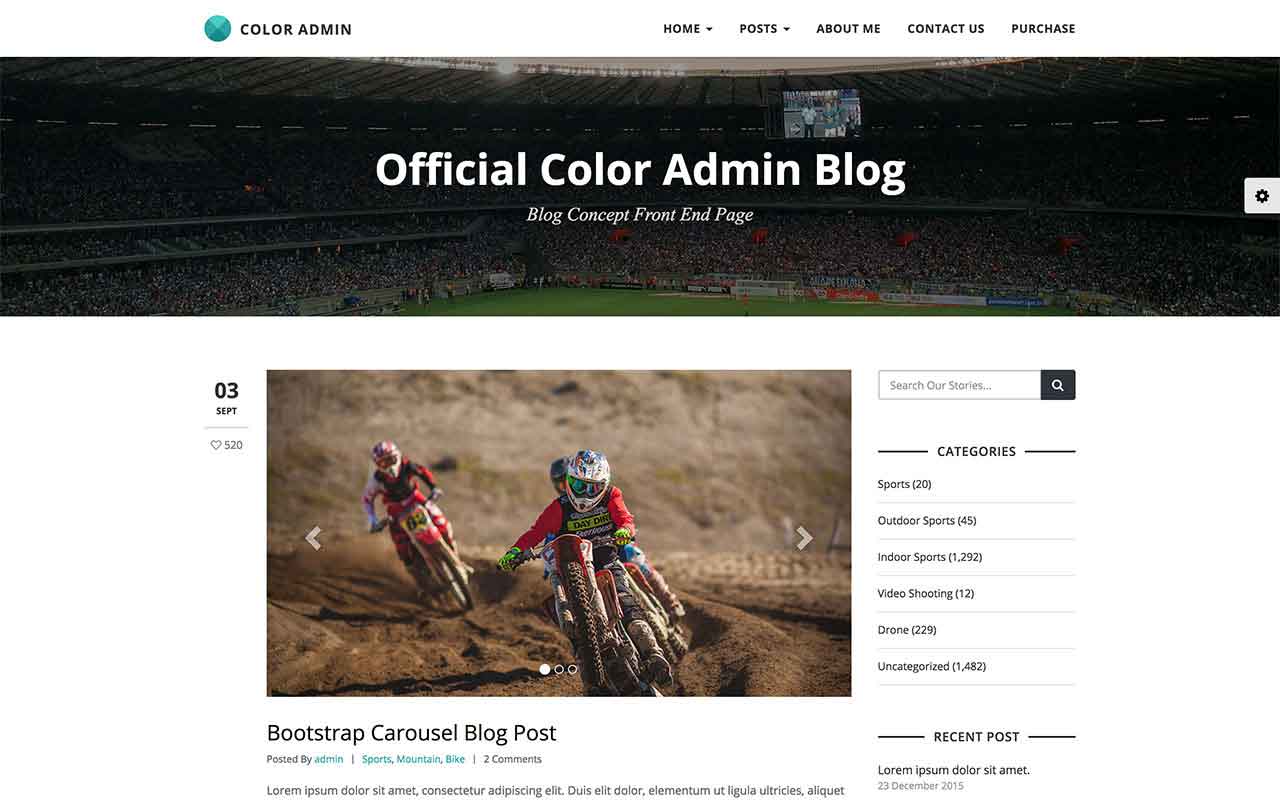 COLOR ADMIN
HOME POSTS ABOUT ME CONTACT US PURCHASE
Official Color Admin Blog
Blog Concept Front End Page
03
SEPT
520
DAY DIN
Search Our Stories...
CATEGORIES
Sports (20)
Outdoor Sports (45)
Indoor Sports (1,292)
Video Shooting (12)
Drone (229)
Uncategorized (1,482)
Bootstrap Carousel Blog Post
Posted By admin | Sports, Mountain, Bike | 2 Comments
Lorem ipsum dolor sit amet, consectetur adipiscing elit. Duis elit dolor, elementum ut ligula ultricies, aliquet
RECENT POST
Lorem ipsum dolor sit amet.
23 December 2015